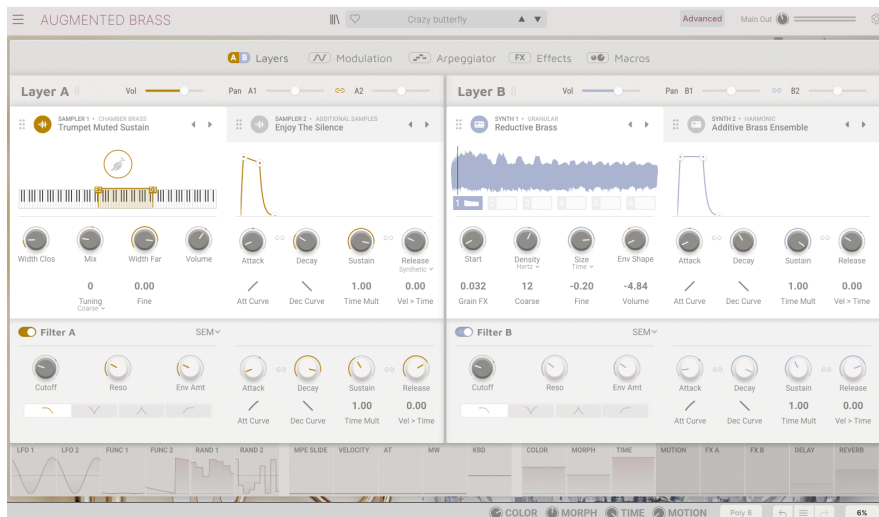 AUGMENTED BRASS
Crazy butterfly
Advanced
Main Out
A B Layers
Modulation
Arpeggiator
FX Effects
Macros
Layer A
Vol
Pan A1
A2
Layer B
Vol
Pan B1
B2
SAMPLER 1 • CHAMBER BRASS
Trumpet Muted Sustain
SAMPLER 2 • ADDITIONAL SAMPLES
Enjoy The Silence
SYNTH 1 • GRANULAR
Reductive Brass
SYNTH 2 • HARMONIC
Additive Brass Ensemble
1 2 3 4 5 6
Width Clos Mix Width Far Volume
Attack Decay Sustain Release
Synthetic
Start Density Size Env Shape
Hertz Time
Attack Decay Sustain Release
0 0.00
Tuning Fine
Coarse
1.00 0.00
Att Curve Dec Curve Time Mult Vel > Time
0.032 12 -0.20 -4.84
Grain FX Coarse Fine Volume
1.00 0.00
Att Curve Dec Curve Time Mult Vel > Time
Filter A
SEM
Filter B
SEM
Cutoff Reso Env Amt
Attack Decay Sustain Release
Cutoff Reso Env Amt
Attack Decay Sustain Release
1.00 0.00
Att Curve Dec Curve Time Mult Vel > Time
1.00 0.00
Att Curve Dec Curve Time Mult Vel > Time
LFO 1 LFO 2 FUNC 1 FUNC 2 RAND 1 RAND 2 MPE SLIDE VELOCITY AT MW KBD COLOR MORPH TIME MOTION FX A FX B DELAY REVERB
COLOR MORPH TIME MOTION
Poly 8
6%